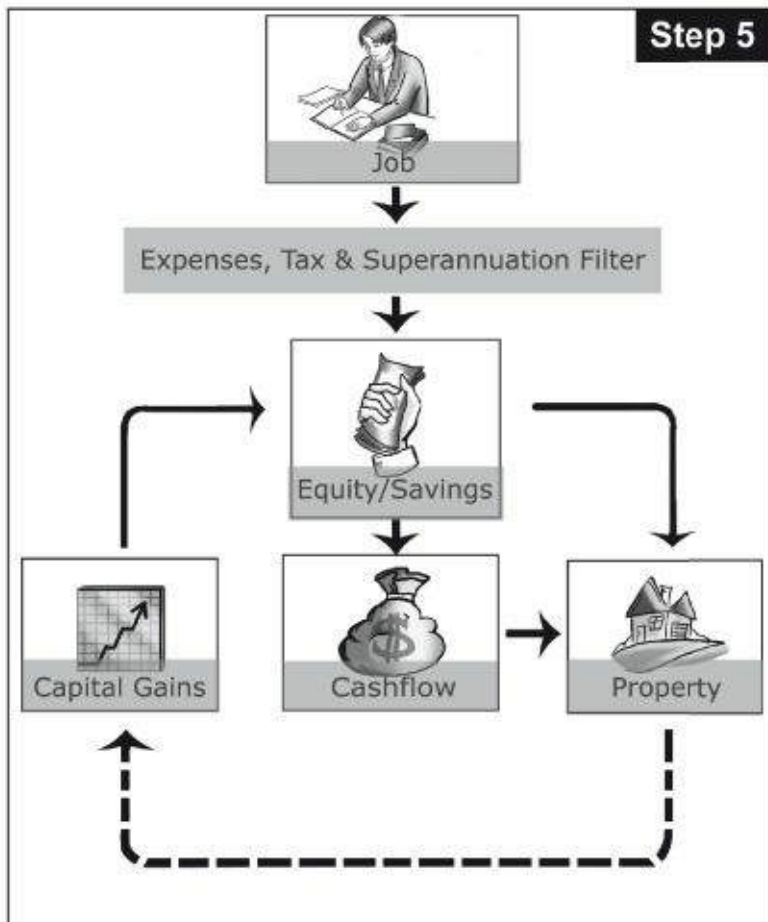 Step 5
Job
Expenses, Tax & Superannuation Filter
Equity/Savings
Capital Gains
Cashflow
Property